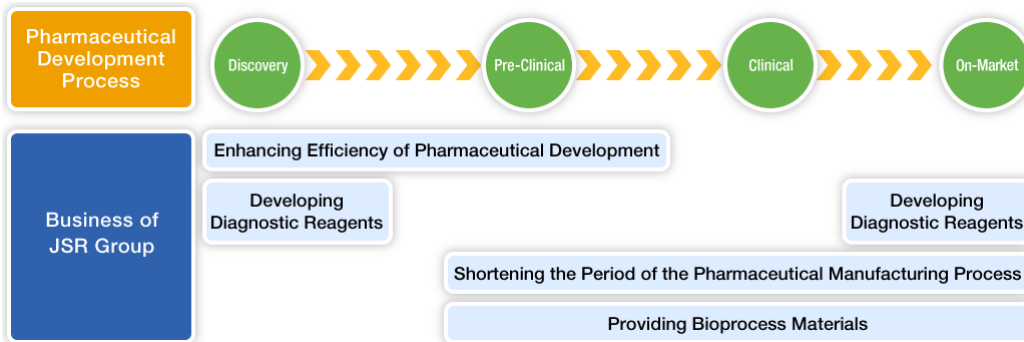 Pharmaceutical
Development
Process
Discovery
Pre-Clinical
Clinical
On-Market
Business of
JSR Group
Enhancing Efficiency of Pharmaceutical Development
Developing
Diagnostic Reagents
Developing
Diagnostic Reagents
Shortening the Period of the Pharmaceutical Manufacturing Process
Providing Bioprocess Materials